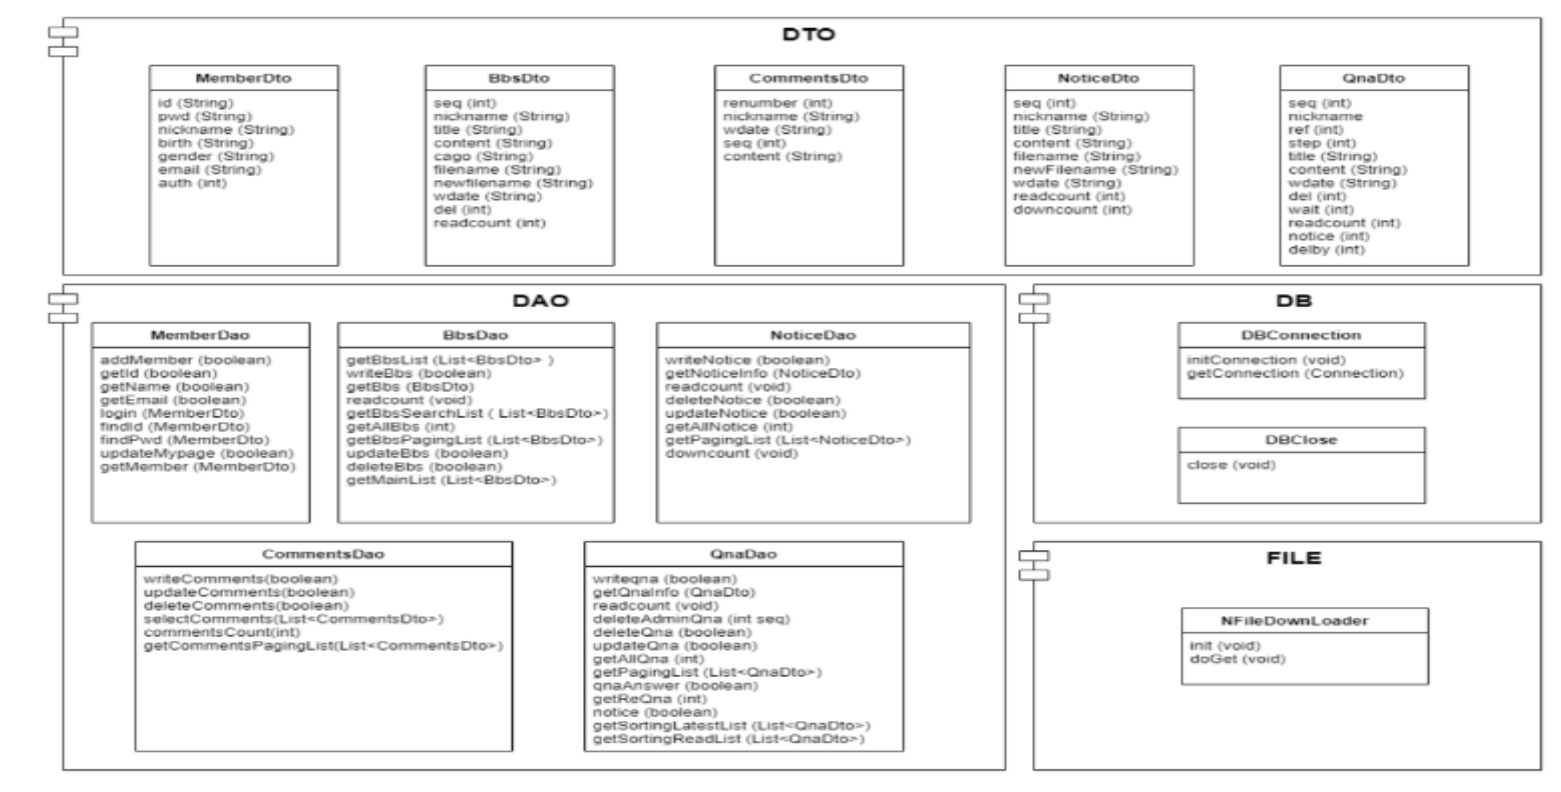 DTO
MemberDto
id (String)
pwd (String)
nickname (String)
birth (String)
gender (String)
email (String)
auth (int)
BbsDto
seq (int)
nickname (String)
title (String)
content (String)
cago (String)
filename (String)
newfilename (String)
wdate (String)
del (int)
readcount (int)
CommentsDto
renumber (int)
nickname (String)
wdate (String)
seq (int)
content (String)
NoticeDto
seq (int)
nickname (String)
title (String)
content (String)
filename (String)
newFilename (String)
wdate (String)
readcount (int)
downcount (int)
QnaDto
seq (int)
nickname
ref (int)
step (int)
title (String)
content (String)
wdate (String)
del (int)
wait (int)
readcount (int)
notice (int)
delby (int)
DAO
MemberDao
addMember (boolean)
getId (boolean)
getName (boolean)
getEmail (boolean)
login (MemberDto)
findId (MemberDto)
findPwd (MemberDto)
updateMypage (boolean)
getMember (MemberDto)
BbsDao
getBbsList (List<BbsDto> )
writeBbs (boolean)
getBbs (BbsDto)
readcount (void)
getBbsSearchList ( List<BbsDto>)
getAllBbs (int)
getBbsPagingList (List<BbsDto>)
updateBbs (boolean)
deleteBbs (boolean)
getMainList (List<BbsDto>)
NoticeDao
writeNotice (boolean)
getNoticeInfo (NoticeDto)
readcount (void)
deleteNotice (boolean)
updateNotice (boolean)
getAllNotice (int)
getPagingList (List<NoticeDto>)
downcount (void)
CommentsDao
writeComments(boolean)
updateComments(boolean)
deleteComments(boolean)
selectComments(List<CommentsDto>)
commentsCount(int)
getCommentsPagingList(List<CommentsDto>)
QnaDao
writeqna (boolean)
getQnaInfo (QnaDto)
readcount (void)
deleteAdminQna (int seq)
deleteQna (boolean)
updateQna (boolean)
getAllQna (int)
getPagingList (List<QnaDto>)
qnaAnswer (boolean)
getReQna (int)
notice (boolean)
getSortingLatestList (List<QnaDto>)
getSortingReadList (List<QnaDto>)
DB
DBConnection
initConnection (void)
getConnection (Connection)
DBClose
close (void)
FILE
NFileDownLoader
init (void)
doGet (void)